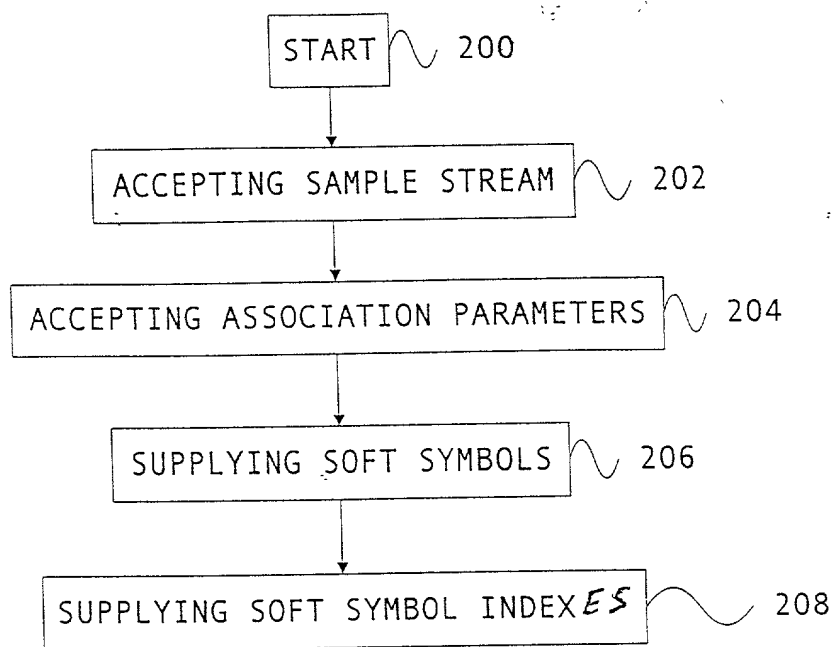 START 200
ACCEPTING SAMPLE STREAM 202
ACCEPTING ASSOCIATION PARAMETERS 204
SUPPLYING SOFT SYMBOLS 206
SUPPLYING SOFT SYMBOL INDEXES 208